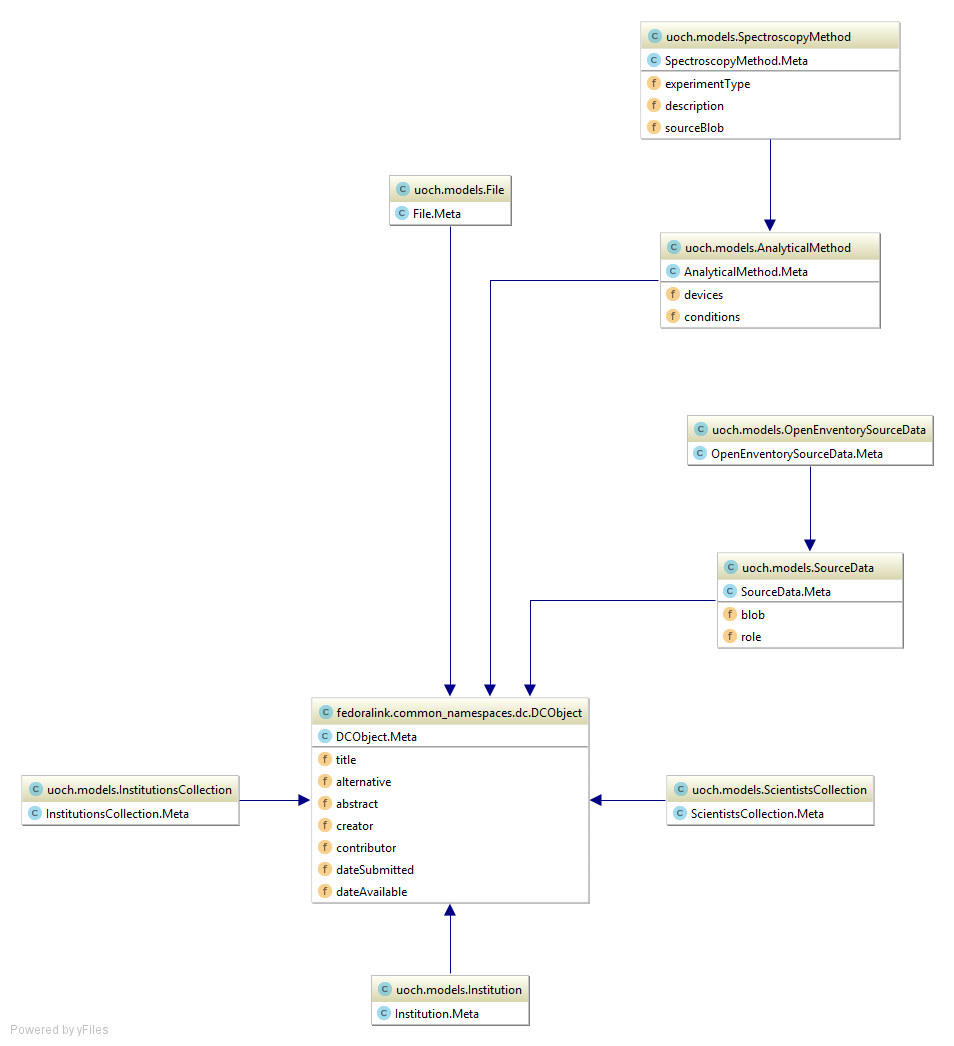 uoch.models.SpectroscopyMethod
SpectroscopyMethod.Meta
experimentType
description
sourceBlob
uoch.models.File
File.Meta
uoch.models.AnalyticalMethod
AnalyticalMethod.Meta
devices
conditions
uoch.models.OpenEnventorySourceData
OpenEnventorySourceData.Meta
uoch.models.SourceData
SourceData.Meta
blob
role
fedoralink.common_namespaces.dc.DCObject
DCObject.Meta
title
alternative
abstract
creator
contributor
dateSubmitted
dateAvailable
uoch.models.InstitutionsCollection
InstitutionsCollection.Meta
uoch.models.ScientistsCollection
ScientistsCollection.Meta
uoch.models.Institution
Institution.Meta
Powered by yFiles